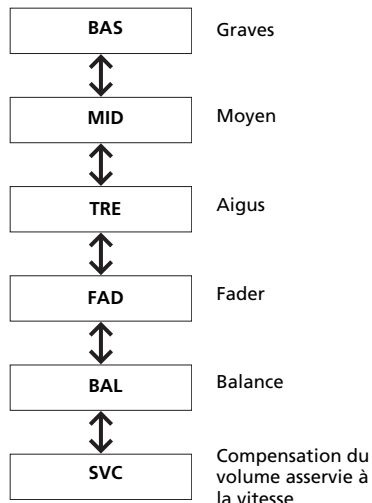 BAS Graves
MID Moyen
TRE Aigus
FAD Fader
BAL Balance
SVC Compensation du
volume asservie à
la vitesse